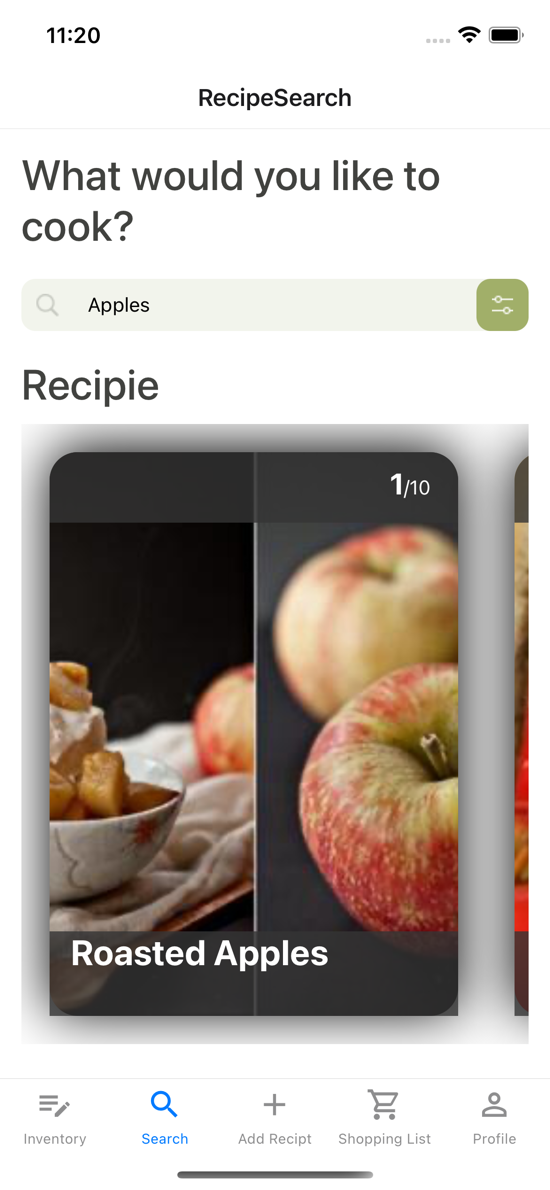 11:20
RecipeSearch
What would you like to
cook?
Apples
Recipie
1/10
Roasted Apples
Inventory
Search
Add Recipt
Shopping List
Profile